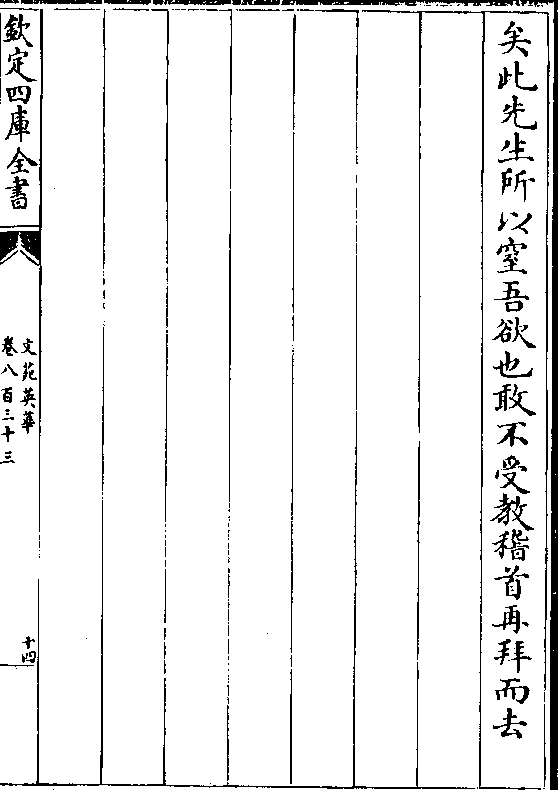 矣此先生所以窒吾欲也敢不受教稽首再拜而去
欽定四庫全書
文苑英華
卷八百三十三
十四